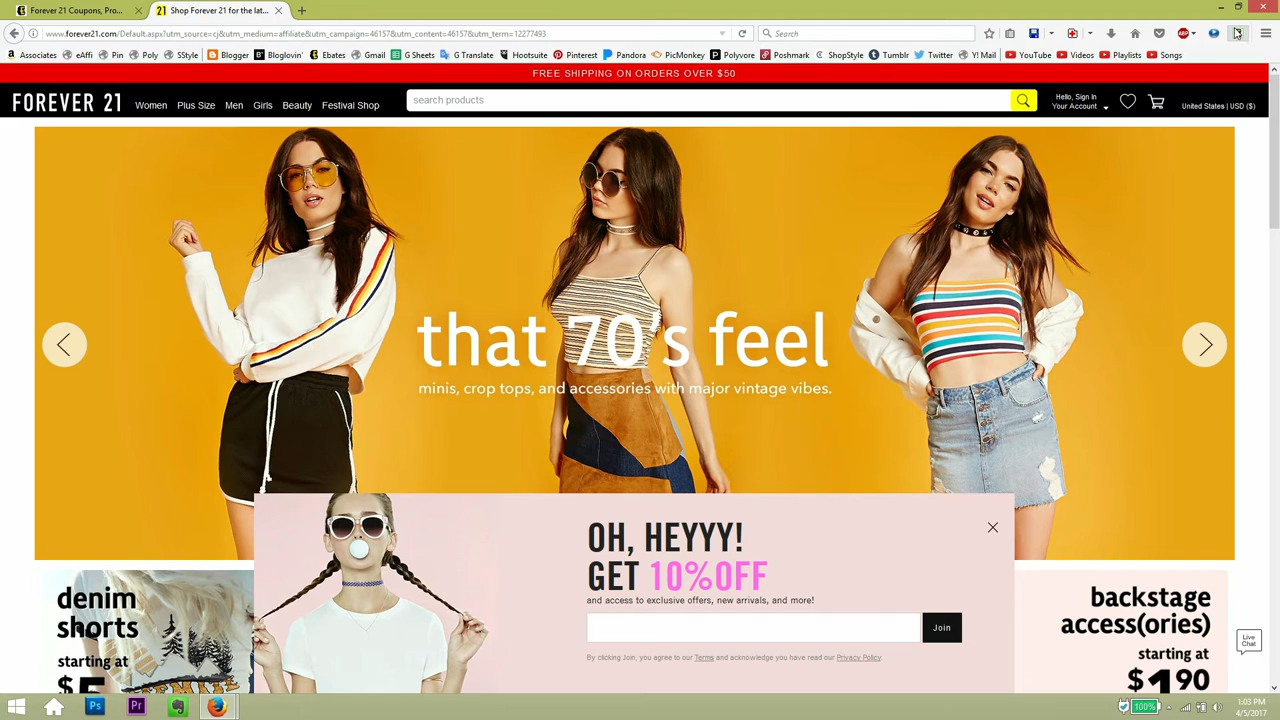 Forever 21 Coupons, Pro...
21 Shop Forever 21 for the lat...
www.forever21.com/Default.aspx?utm_source=cj&utm_medium=affiliate&utm_campaign=46157&utm_content=46157&utm_term=12277493
Search
ABP
Associates eAffi Pin Poly Blogger Bloglovin' Ebates Gmail G Sheets G Translate Hootsuite Pinterest Pandora PicMonkey Poshmark ShopStyle Tumblr Twitter Y! Mail YouTube Videos Playlists Songs
FREE SHIPPING ON ORDERS OVER $50
FOREVER 21 Women Plus Size Men Girls Beauty Festival Shop
search products
Hello, Sign In
Your Account
United States | USD ($)
that 70's feel
minis, crop tops, and accessories with major vintage vibes.
OH, HEYYY!
GET 10%OFF
and access to exclusive offers, new arrivals, and more!
Join
By clicking Join, you agree to our Terms and acknowledge you have read our Privacy Policy.
denim
shorts
starting at
$5
backstage
access(ories)
starting at
$1.90
Live
Chat
Ps
Pr
100%
1:03 PM
4/5/2017